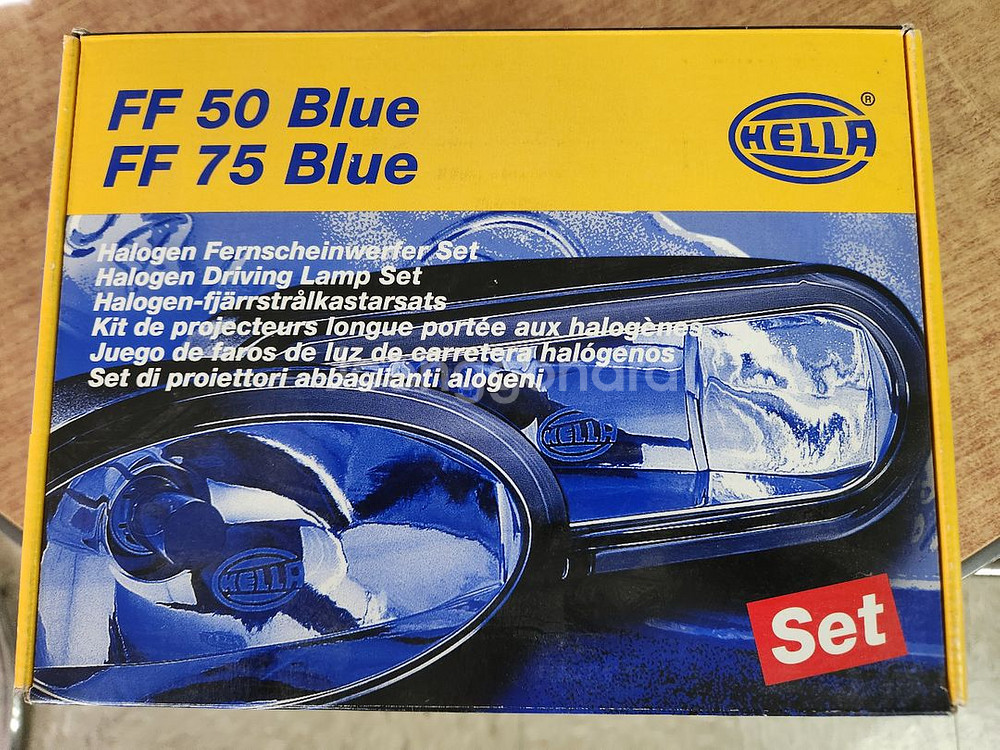 FF 50 Blue
FF 75 Blue
HELLA ®
Halogen Fernscheinwerfer Set
Halogen Driving Lamp Set
Halogen-fjärrstrålkastarsats
Kit de projecteurs longue portée aux halogènes
Juego de faros de luz de carretera halógenos
Set di proiettori abbaglianti alogeni
HELLA
HELLA
Set